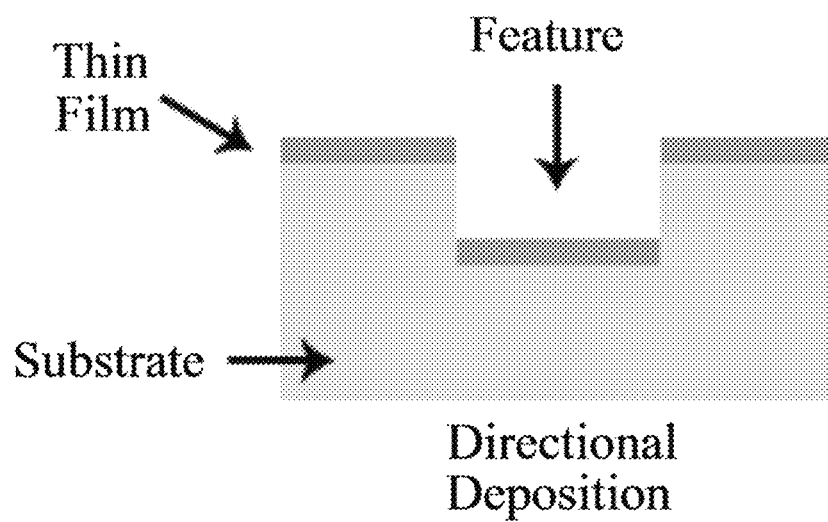 Feature
Thin
Film
Substrate
Directional
Deposition